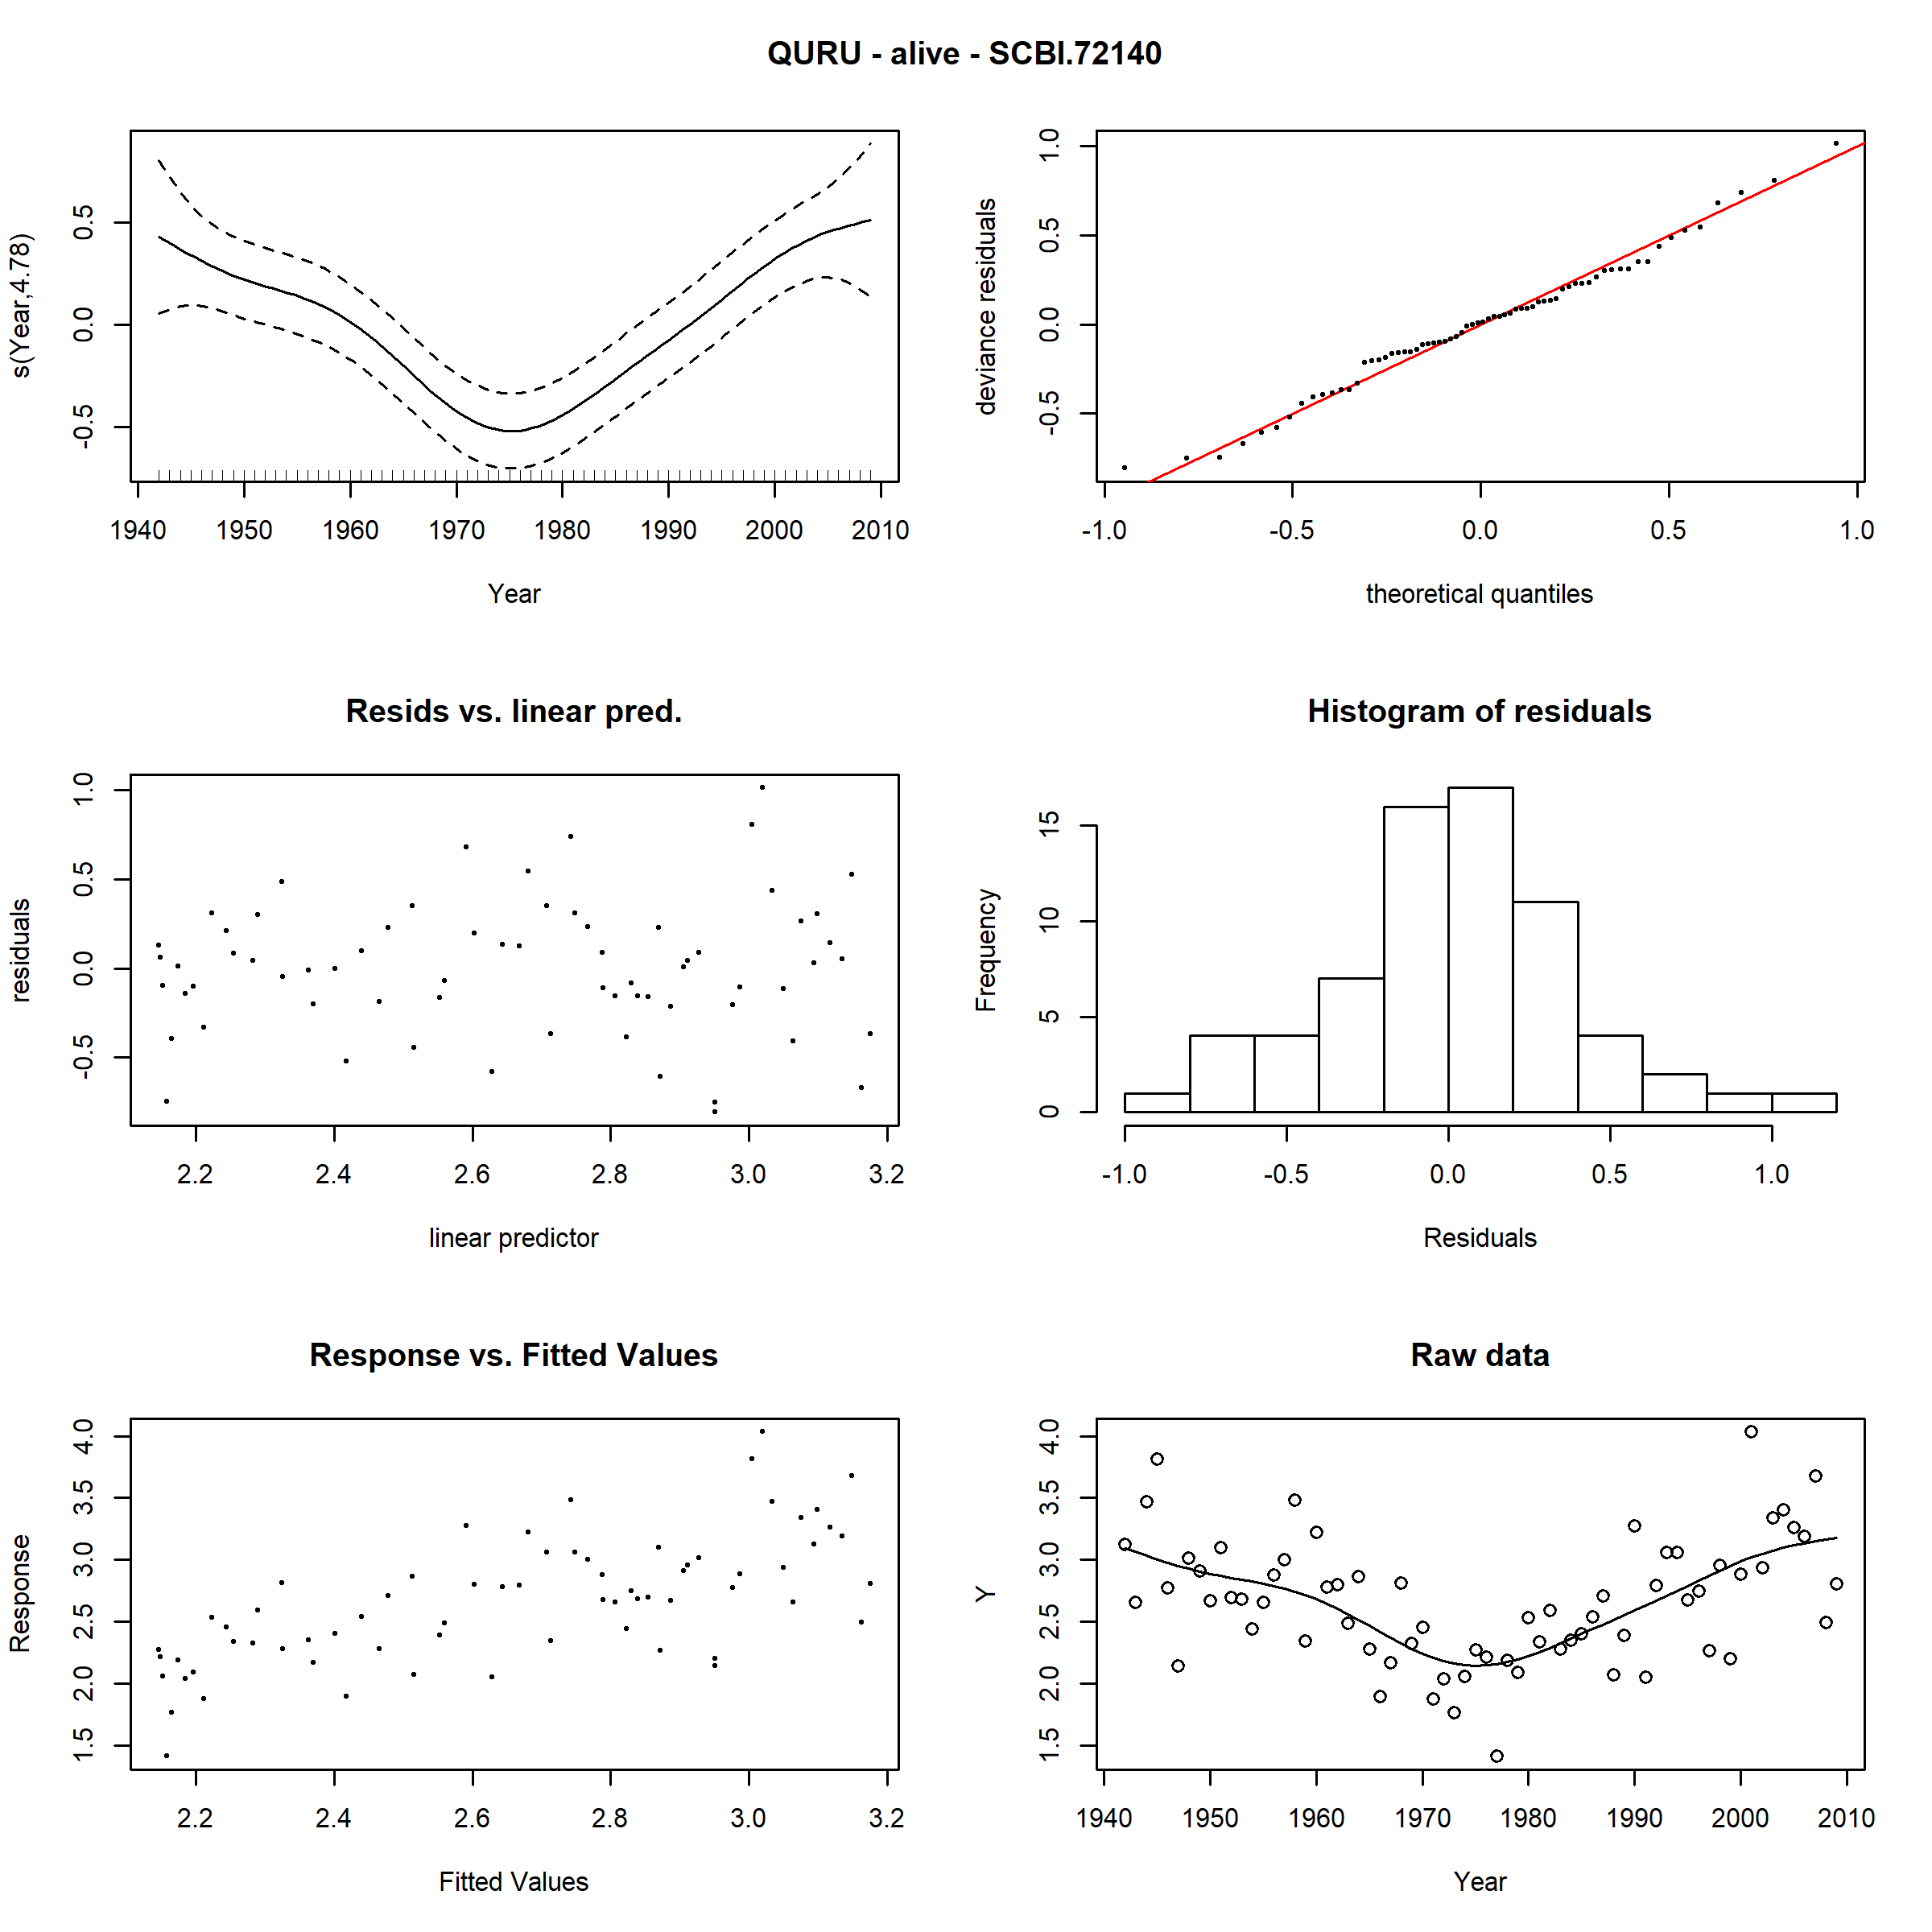 QURU - alive - SCBI.72140
s(Year,4.78)
0.5
0.0
-0.5
1940 1950 1960 1970 1980 1990 2000 2010
Year
deviance residuals
1.0
0.5
0.0
-0.5
-1.0 -0.5 0.0 0.5 1.0
theoretical quantiles
Resids vs. linear pred.
residuals
1.0
0.5
0.0
-0.5
2.2 2.4 2.6 2.8 3.0 3.2
linear predictor
Histogram of residuals
Frequency
15
10
5
0
-1.0 -0.5 0.0 0.5 1.0
Residuals
Response vs. Fitted Values
Response
4.0
3.5
3.0
2.5
2.0
1.5
2.2 2.4 2.6 2.8 3.0 3.2
Fitted Values
Raw data
Y
4.0
3.5
3.0
2.5
2.0
1.5
1940 1950 1960 1970 1980 1990 2000 2010
Year